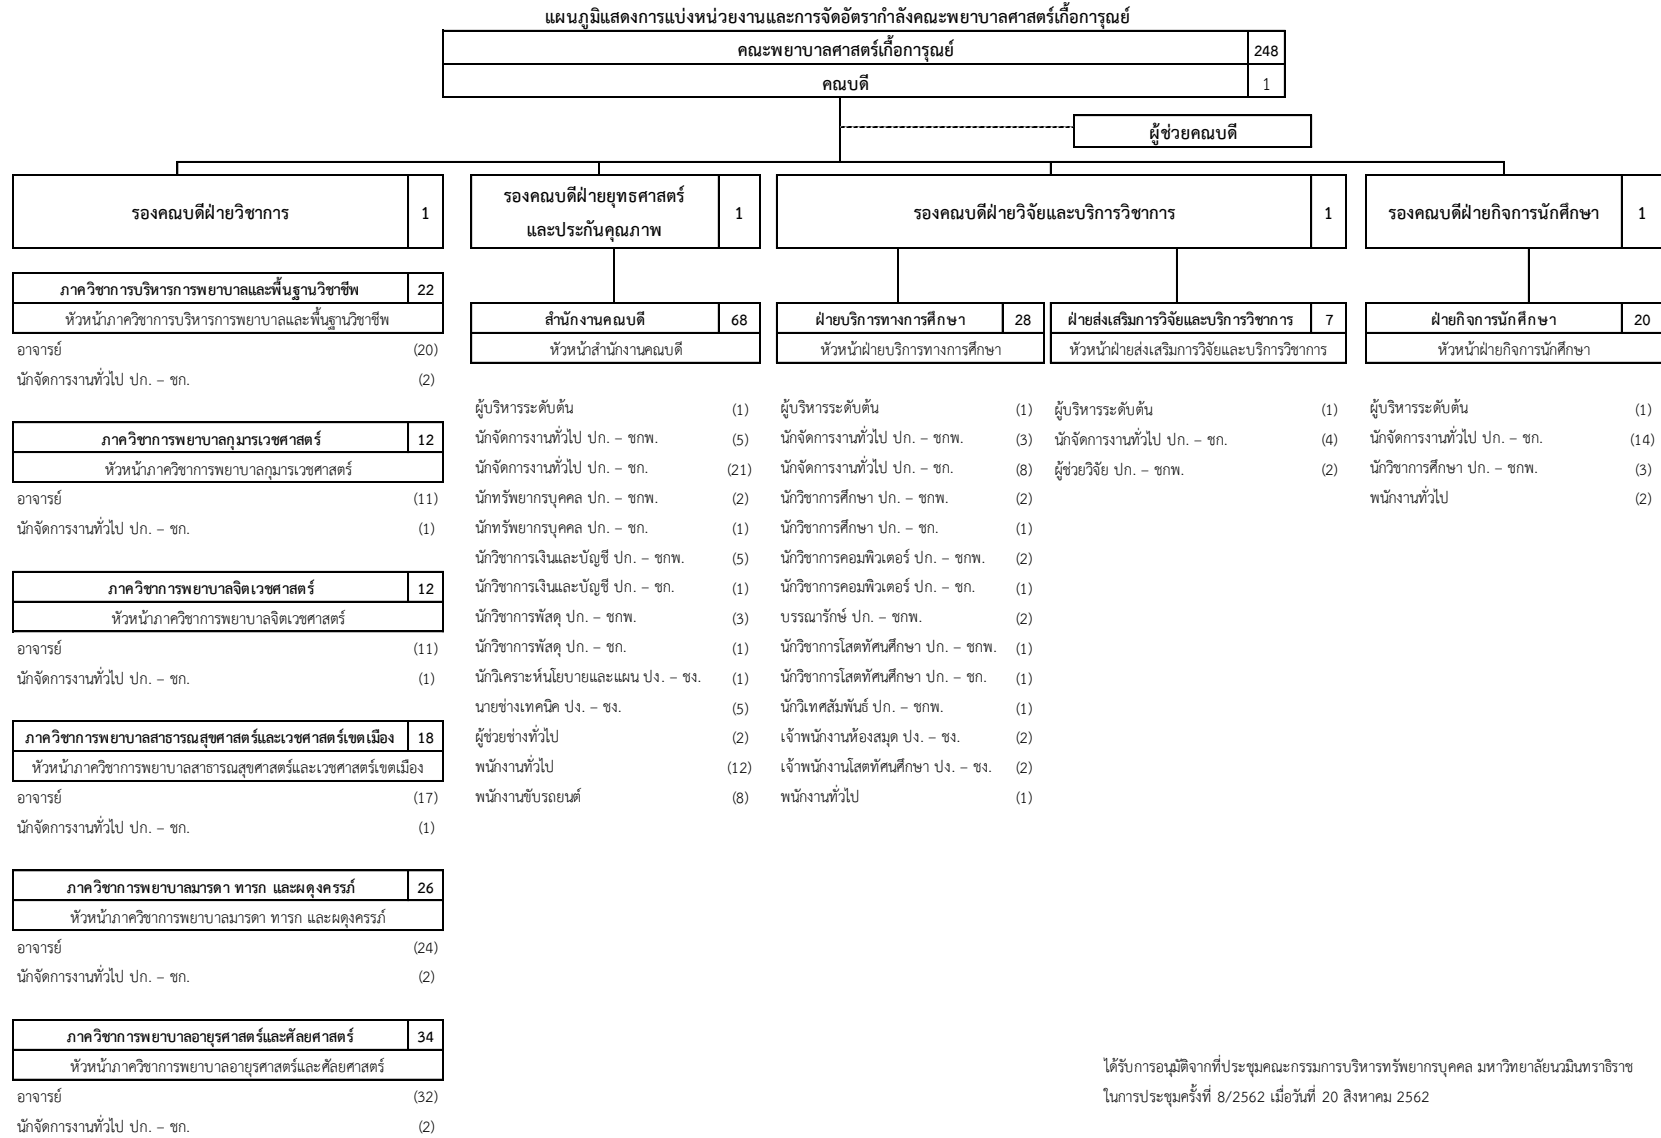 แผนภูมิแสดงการแบ่งหน่วยงานและการจัดอัตรากำลังคณะพยาบาลศาสตร์เกื้อการุณย์
คณะพยาบาลศาสตร์เกื้อการุณย์ 248
คณบดี 1
ผู้ช่วยคณบดี
รองคณบดีฝ่ายวิชาการ 1
ภาควิชาการบริหารการพยาบาลและพื้นฐานวิชาชีพ 22
หัวหน้าภาควิชาการบริหารการพยาบาลและพื้นฐานวิชาชีพ
อาจารย์ (20)
นักจัดการงานทั่วไป ปก. – ชก. (2)
ภาควิชาการพยาบาลกุมารเวชศาสตร์ 12
หัวหน้าภาควิชาการพยาบาลกุมารเวชศาสตร์
อาจารย์ (11)
นักจัดการงานทั่วไป ปก. – ชก. (1)
ภาควิชาการพยาบาลจิตเวชศาสตร์ 12
หัวหน้าภาควิชาการพยาบาลจิตเวชศาสตร์
อาจารย์ (11)
นักจัดการงานทั่วไป ปก. – ชก. (1)
ภาควิชาการพยาบาลสาธารณสุขศาสตร์และเวชศาสตร์เขตเมือง 18
หัวหน้าภาควิชาการพยาบาลสาธารณสุขศาสตร์และเวชศาสตร์เขตเมือง
อาจารย์ (17)
นักจัดการงานทั่วไป ปก. – ชก. (1)
ภาควิชาการพยาบาลมารดา ทารก และผดุงครรภ์ 26
หัวหน้าภาควิชาการพยาบาลมารดา ทารก และผดุงครรภ์
อาจารย์ (24)
นักจัดการงานทั่วไป ปก. – ชก. (2)
ภาควิชาการพยาบาลอายุรศาสตร์และศัลยศาสตร์ 34
หัวหน้าภาควิชาการพยาบาลอายุรศาสตร์และศัลยศาสตร์
อาจารย์ (32)
นักจัดการงานทั่วไป ปก. – ชก. (2)
รองคณบดีฝ่ายยุทธศาสตร์
และประกันคุณภาพ 1
สำนักงานคณบดี 68
หัวหน้าสำนักงานคณบดี
ผู้บริหารระดับต้น (1)
นักจัดการงานทั่วไป ปก. – ชกพ. (5)
นักจัดการงานทั่วไป ปก. – ชก. (21)
นักทรัพยากรบุคคล ปก. – ชกพ. (2)
นักทรัพยากรบุคคล ปก. – ชก. (1)
นักวิชาการเงินและบัญชี ปก. – ชกพ. (5)
นักวิชาการเงินและบัญชี ปก. – ชก. (1)
นักวิชาการพัสดุ ปก. – ชกพ. (3)
นักวิชาการพัสดุ ปก. – ชก. (1)
นักวิเคราะห์นโยบายและแผน ปง. – ชง. (1)
นายช่างเทคนิค ปง. – ชง. (5)
ผู้ช่วยช่างทั่วไป (2)
พนักงานทั่วไป (12)
พนักงานขับรถยนต์ (8)
รองคณบดีฝ่ายวิจัยและบริการวิชาการ 1
ฝ่ายบริการทางการศึกษา 28
หัวหน้าฝ่ายบริการทางการศึกษา
ผู้บริหารระดับต้น (1)
นักจัดการงานทั่วไป ปก. – ชกพ. (3)
นักจัดการงานทั่วไป ปก. – ชก. (8)
นักวิชาการศึกษา ปก. – ชกพ. (2)
นักวิชาการศึกษา ปก. – ชก. (1)
นักวิชาการคอมพิวเตอร์ ปก. – ชกพ. (2)
นักวิชาการคอมพิวเตอร์ ปก. – ชก. (1)
บรรณารักษ์ ปก. – ชกพ. (2)
นักวิชาการโสตทัศนศึกษา ปก. – ชกพ. (1)
นักวิชาการโสตทัศนศึกษา ปก. – ชก. (1)
นักวิเทศสัมพันธ์ ปก. – ชกพ. (1)
เจ้าพนักงานห้องสมุด ปง. – ชง. (2)
เจ้าพนักงานโสตทัศนศึกษา ปง. – ชง. (2)
พนักงานทั่วไป (1)
ฝ่ายส่งเสริมการวิจัยและบริการวิชาการ 7
หัวหน้าฝ่ายส่งเสริมการวิจัยและบริการวิชาการ
ผู้บริหารระดับต้น (1)
นักจัดการงานทั่วไป ปก. – ชก. (4)
ผู้ช่วยวิจัย ปก. – ชกพ. (2)
รองคณบดีฝ่ายกิจการนักศึกษา 1
ฝ่ายกิจการนักศึกษา 20
หัวหน้าฝ่ายกิจการนักศึกษา
ผู้บริหารระดับต้น (1)
นักจัดการงานทั่วไป ปก. – ชก. (14)
นักวิชาการศึกษา ปก. – ชกพ. (3)
พนักงานทั่วไป (2)
ได้รับการอนุมัติจากที่ประชุมคณะกรรมการบริหารทรัพยากรบุคคล มหาวิทยาลัยนวมินทราธิราช
ในการประชุมครั้งที่ 8/2562 เมื่อวันที่ 20 สิงหาคม 2562